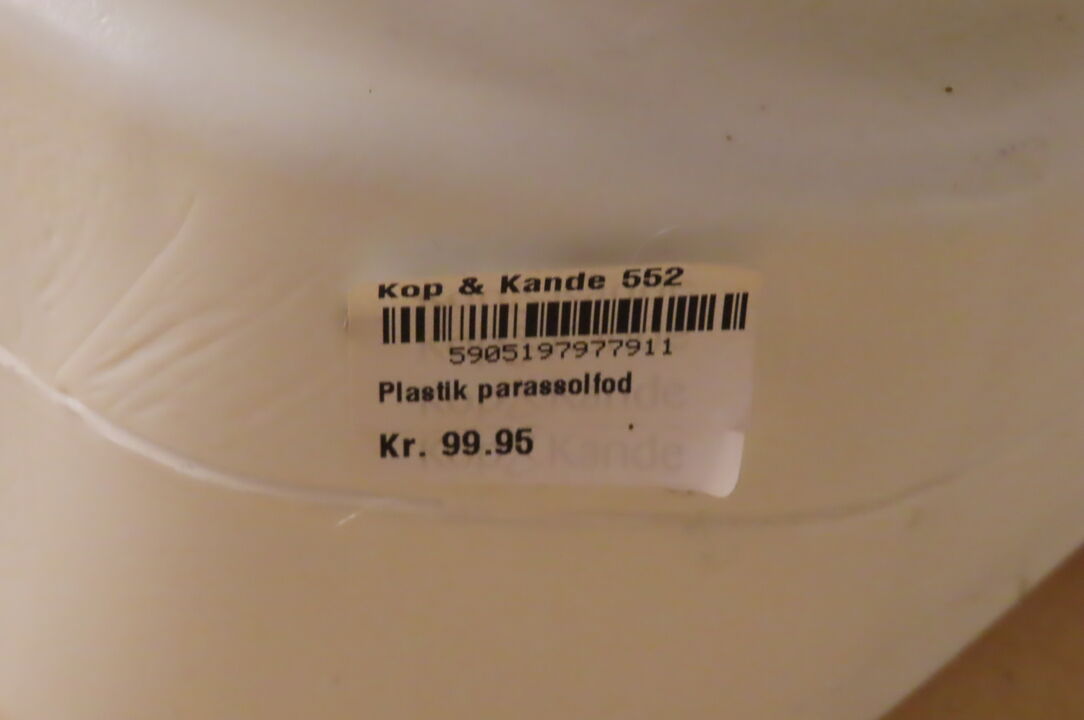 Kop & Kande 552
5905197977911
Plastik parassolfod
Kr. 99.95